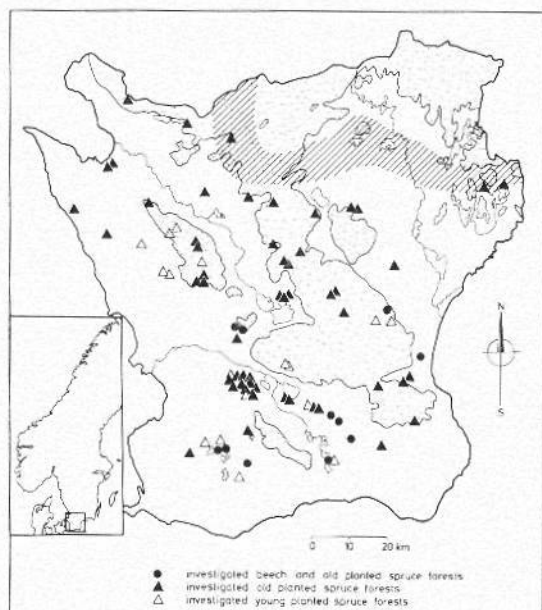 N
S
0 10 20 km
● investigated beech and old planted spruce forests
▲ investigated old planted spruce forests
△ investigated young planted spruce forests